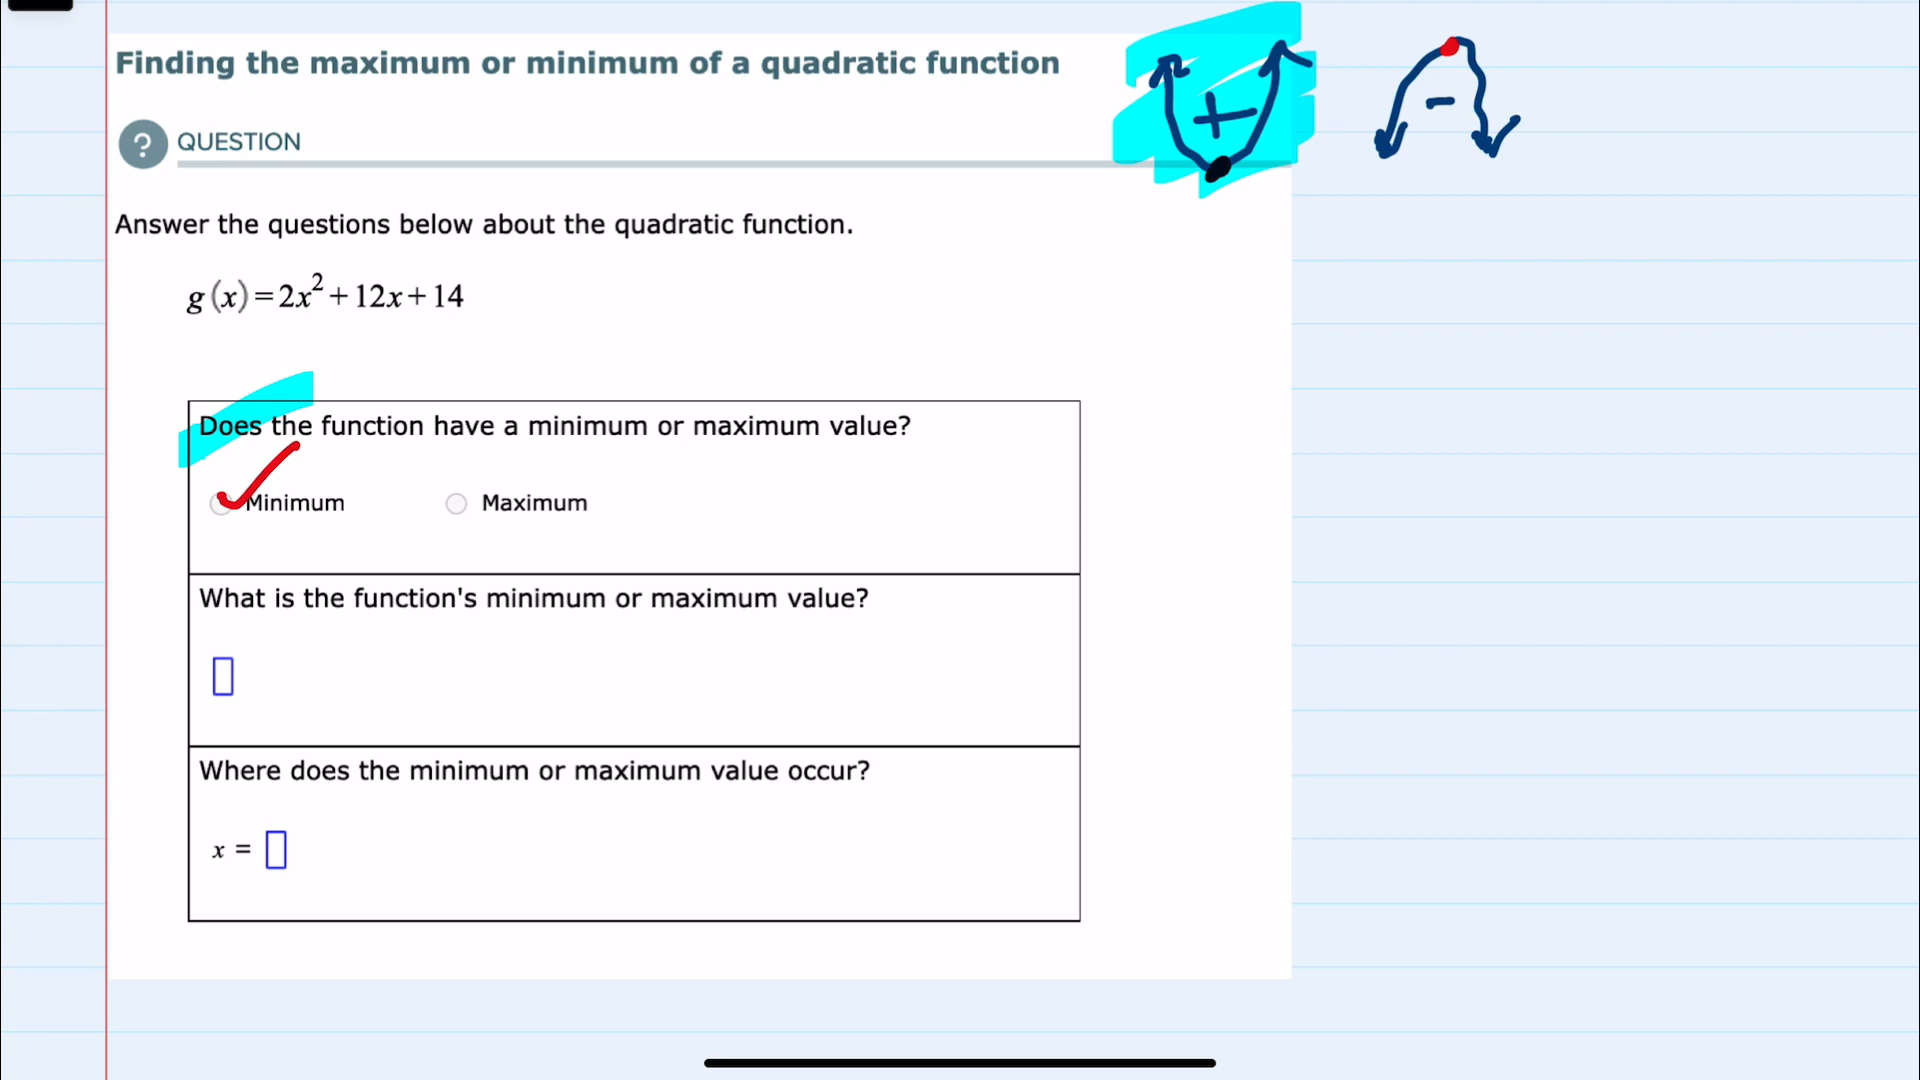 Finding the maximum or minimum of a quadratic function
+
-
? QUESTION
Answer the questions below about the quadratic function.
g(x)=2x²+12x+14
Does the function have a minimum or maximum value?
Minimum Maximum
What is the function's minimum or maximum value?
Where does the minimum or maximum value occur?
x =